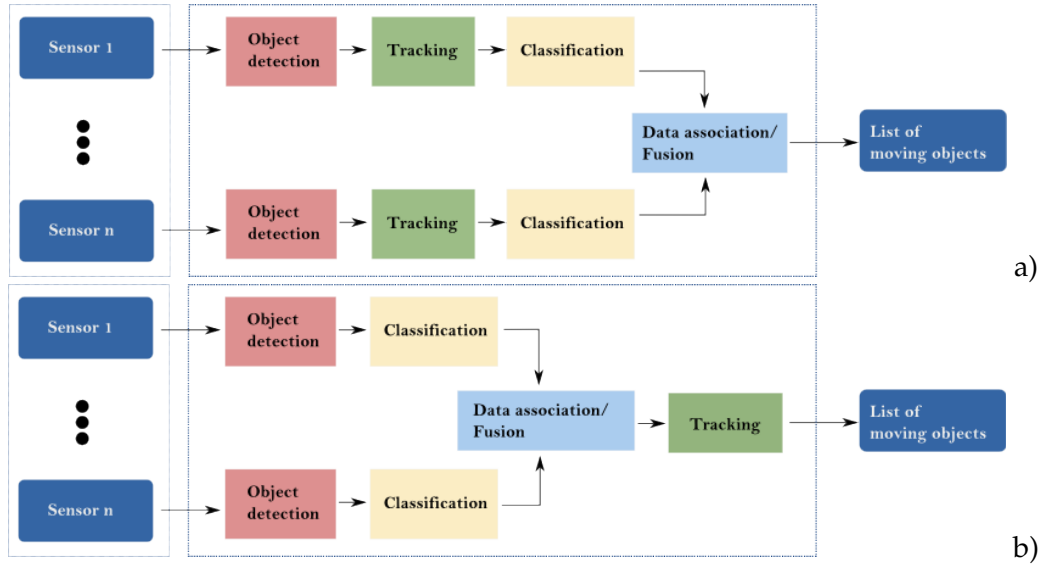 Sensor 1
Object
detection
Tracking
Classification
Data association/
Fusion
List of
moving objects
Sensor n
Object
detection
Tracking
Classification
a)
Sensor 1
Object
detection
Classification
Data association/
Fusion
Tracking
List of
moving objects
Sensor n
Object
detection
Classification
b)